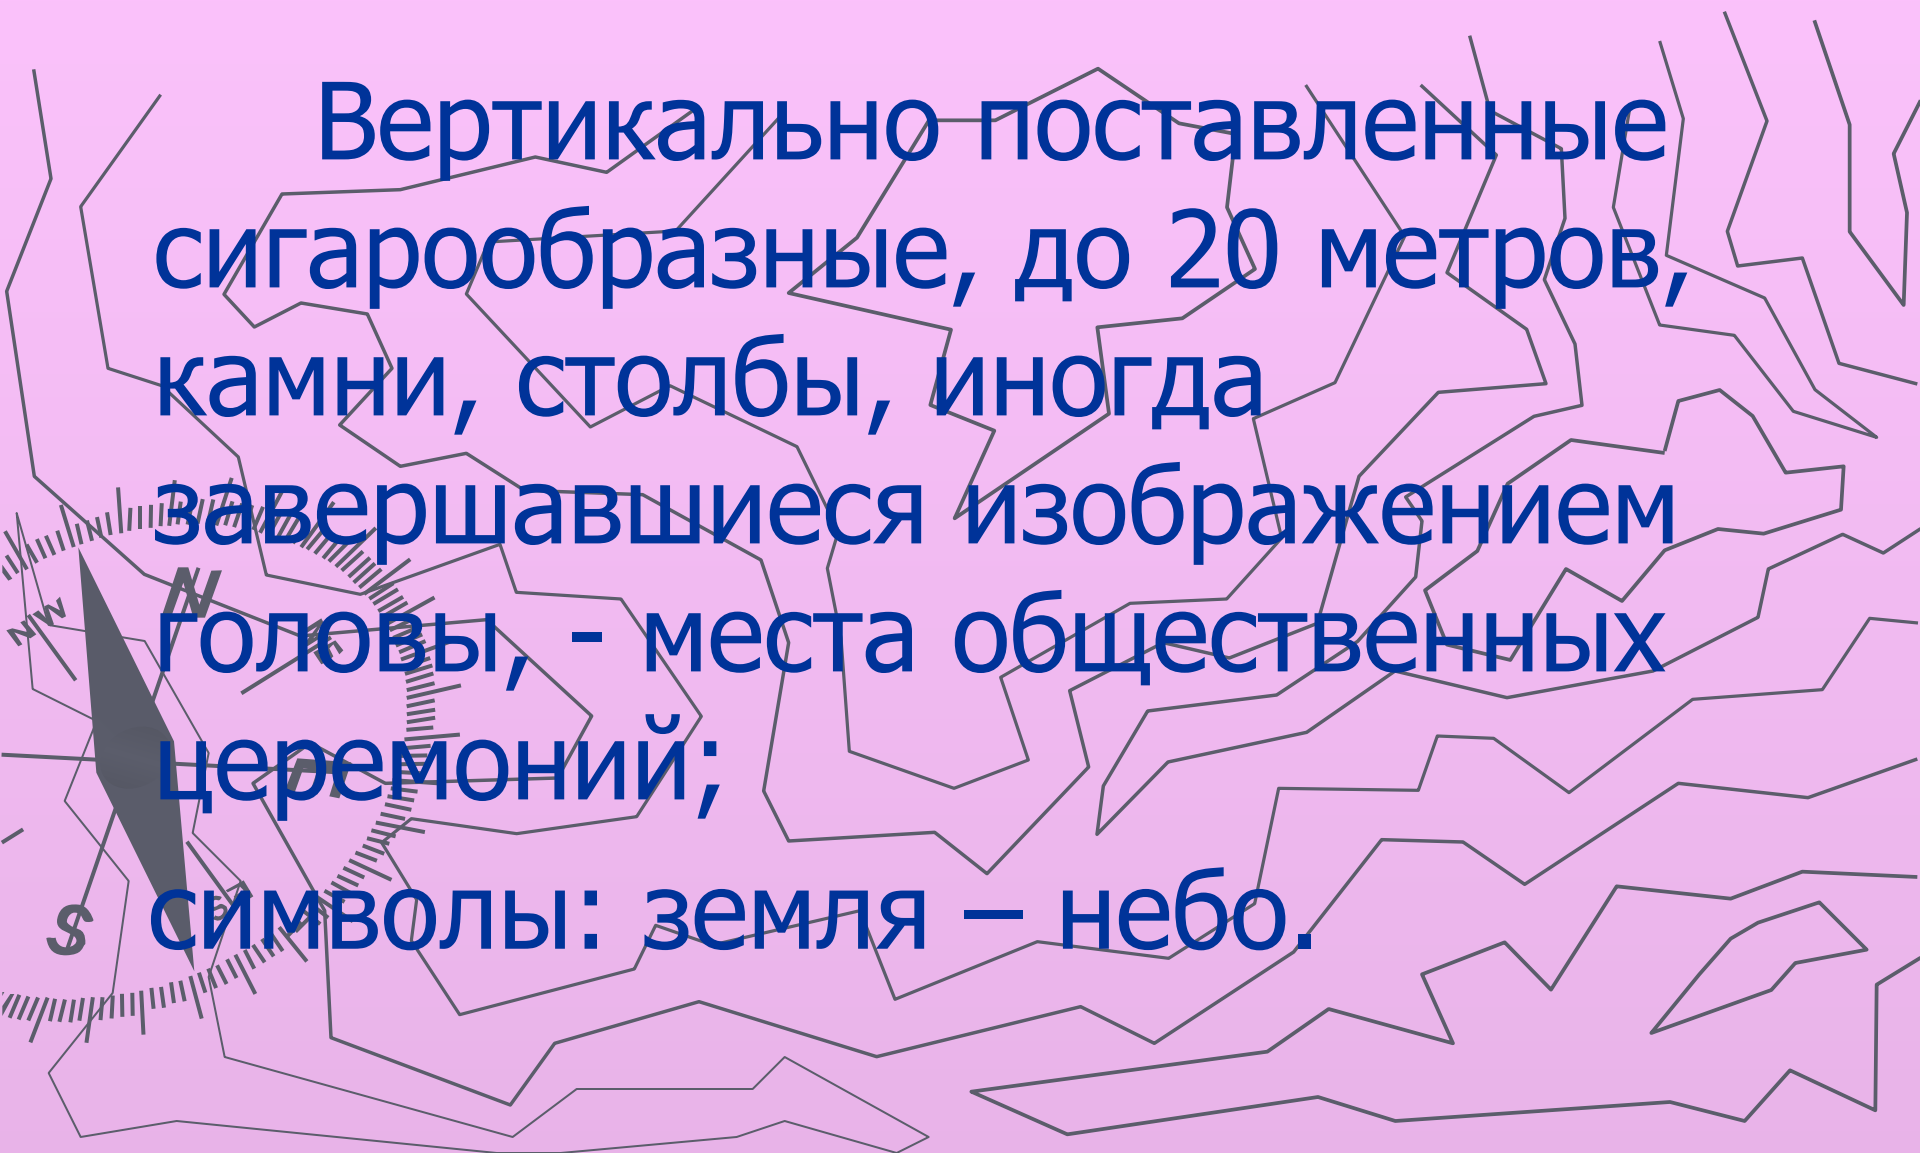 Вертикально поставленные
сигарообразные, до 20 метров,
камни, столбы, иногда
завершавшиеся изображением
головы, - места общественных
церемоний;
символы: земля – небо.
N
NW
E
S